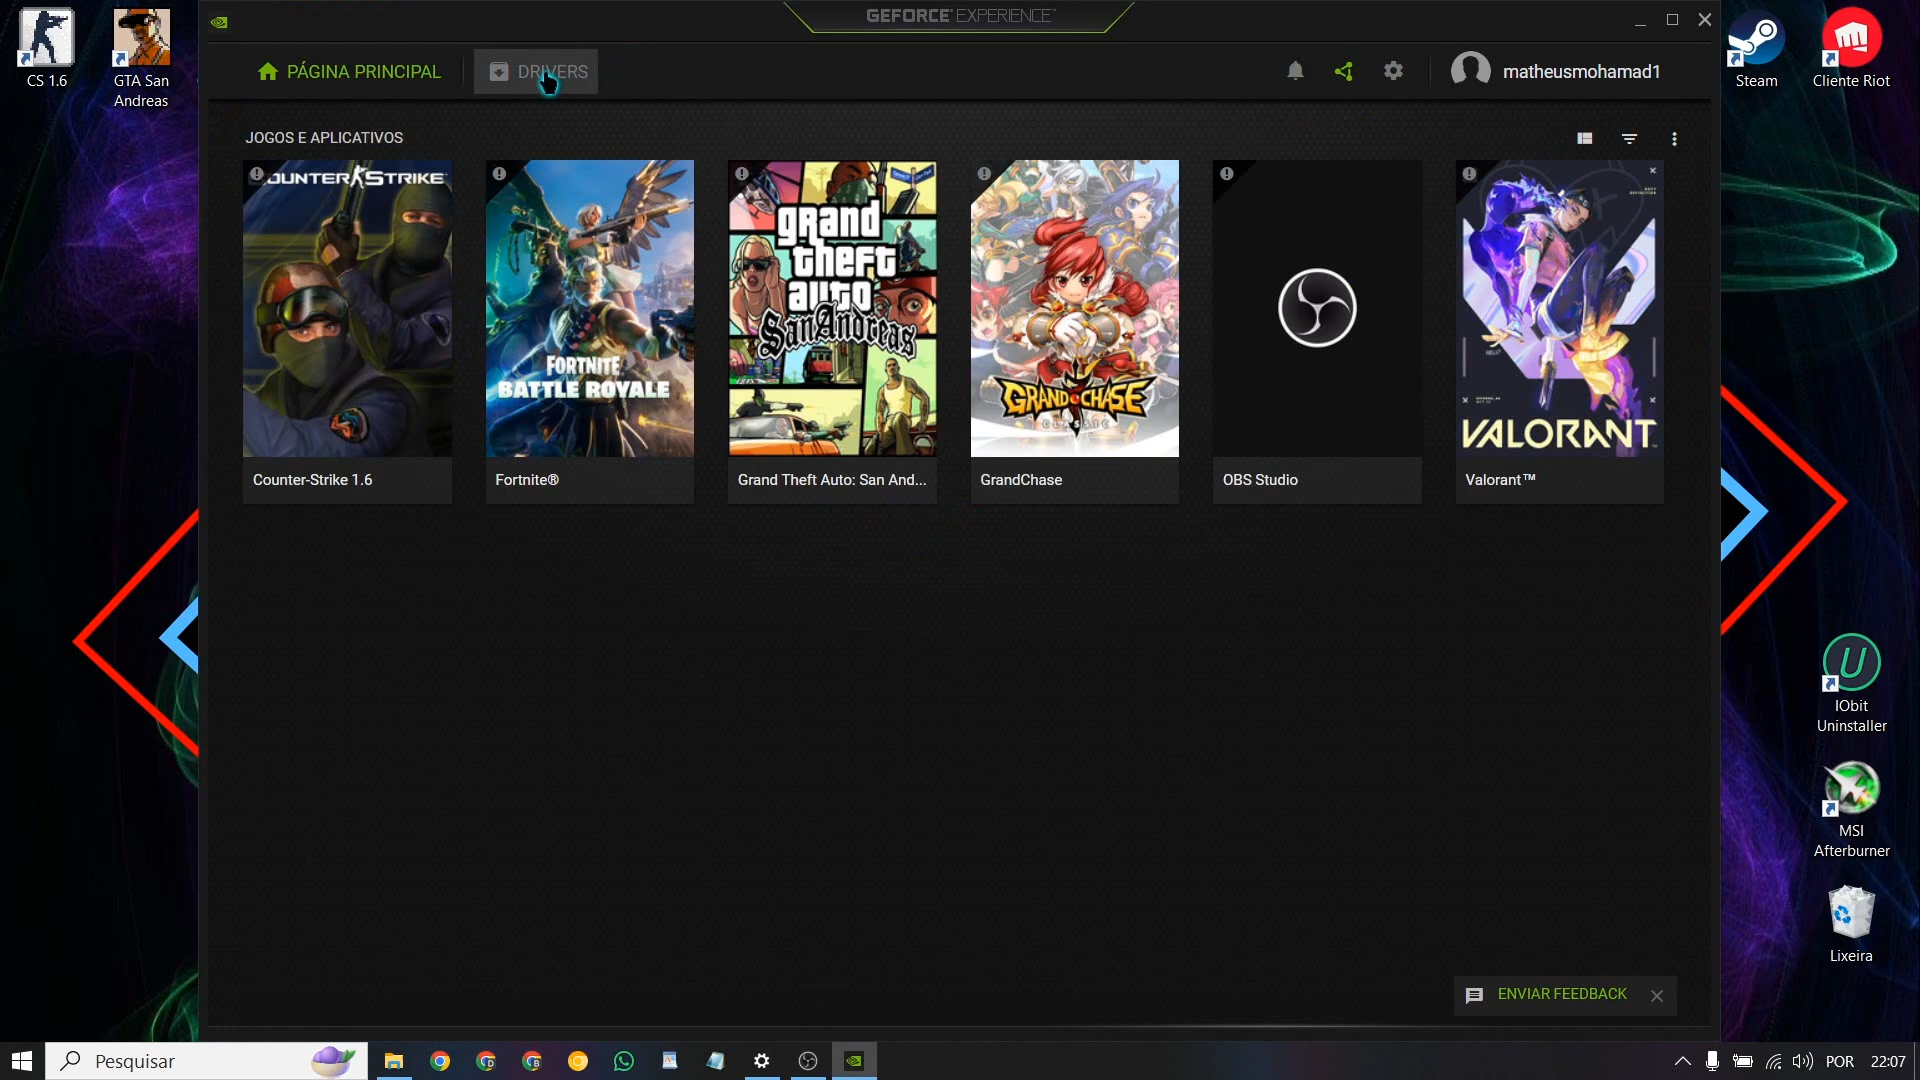 CS 1.6
GTA San
Andreas
GEFORCE EXPERIENCE
PÁGINA PRINCIPAL
DRIVERS
matheusmohamad1
JOGOS E APLICATIVOS
COUNTER STRIKE
FORTNITE
BATTLE ROYALE
grand
theft
auto
San Andreas
GRAND CHASE
CLASSIC
VALORANT
Counter-Strike 1.6
Fortnite®
Grand Theft Auto: San And...
GrandChase
OBS Studio
Valorant™
ENVIAR FEEDBACK
Steam
Cliente Riot
IObit
Uninstaller
MSI
Afterburner
Lixeira
Pesquisar
POR
22:07